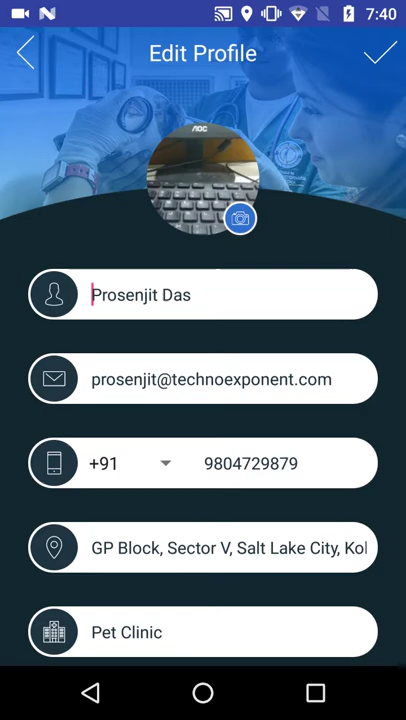 7:40
Edit Profile
AOC
Prosenjit Das
prosenjit@technoexponent.com
+91 9804729879
GP Block, Sector V, Salt Lake City, Kol
Pet Clinic